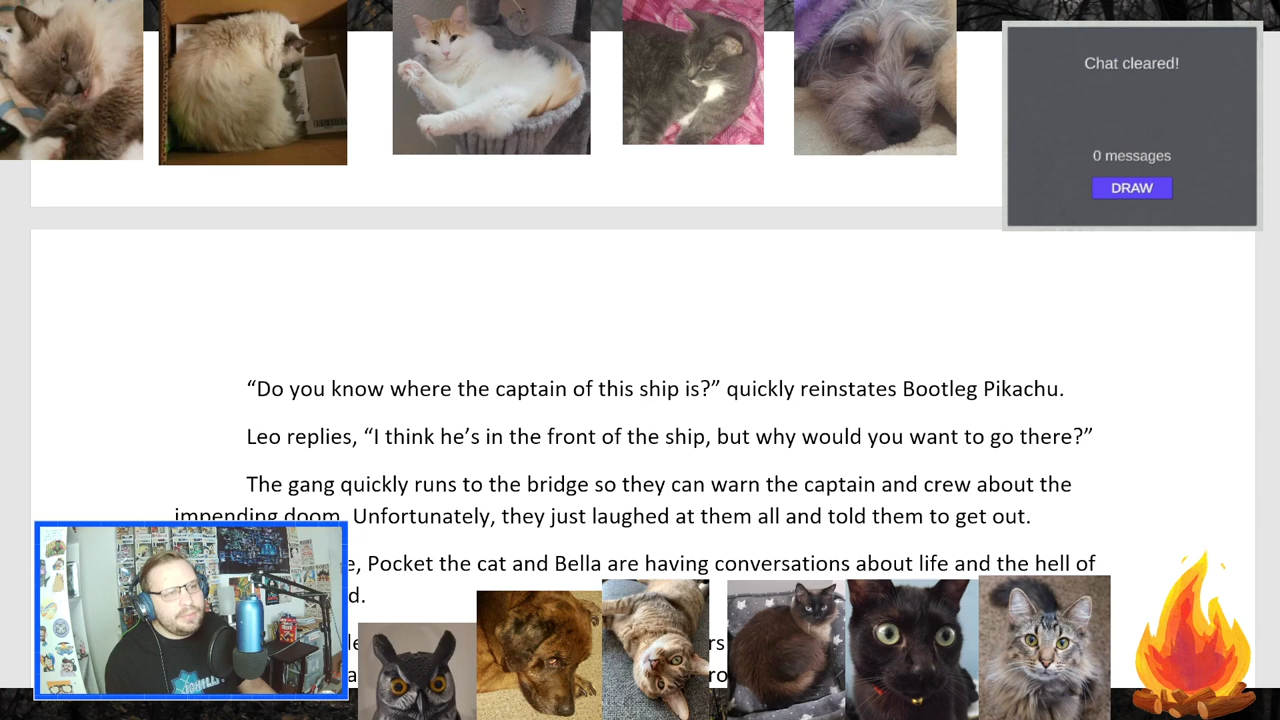 Chat cleared!
0 messages
DRAW
“Do you know where the captain of this ship is?” quickly reinstates Bootleg Pikachu.
Leo replies, “I think he’s in the front of the ship, but why would you want to go there?”
The gang quickly runs to the bridge so they can warn the captain and crew about the
impending doom. Unfortunately, they just laughed at them all and told them to get out.
Pocket the cat and Bella are having conversations about life and the hell of